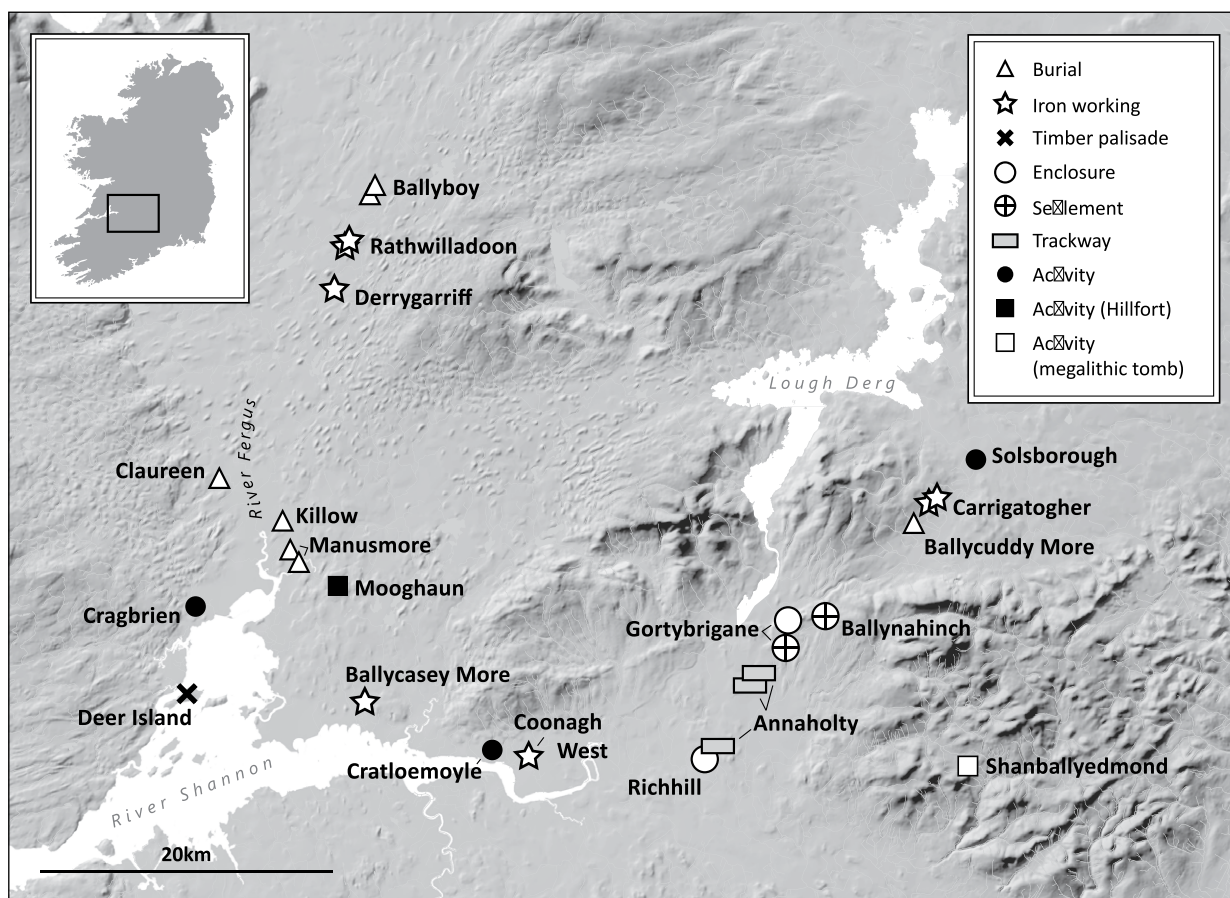 Burial
Iron working
Timber palisade
Enclosure
Se☒lement
Trackway
Ac☒vity
Ac☒vity (Hillfort)
Ac☒vity
(megalithic tomb)
Ballyboy
Rathwilladoon
Derrygarriff
Lough Derg
River Fergus
Claureen
Solsborough
Killow
Carrigatogher
Manusmore
Ballycuddy More
Mooghaun
Cragbrien
Gortybrigane
Ballynahinch
Ballycasey More
Deer Island
Coonagh
West
Annaholty
Cratloemoyle
Shanballyedmond
Richhill
River Shannon
20km